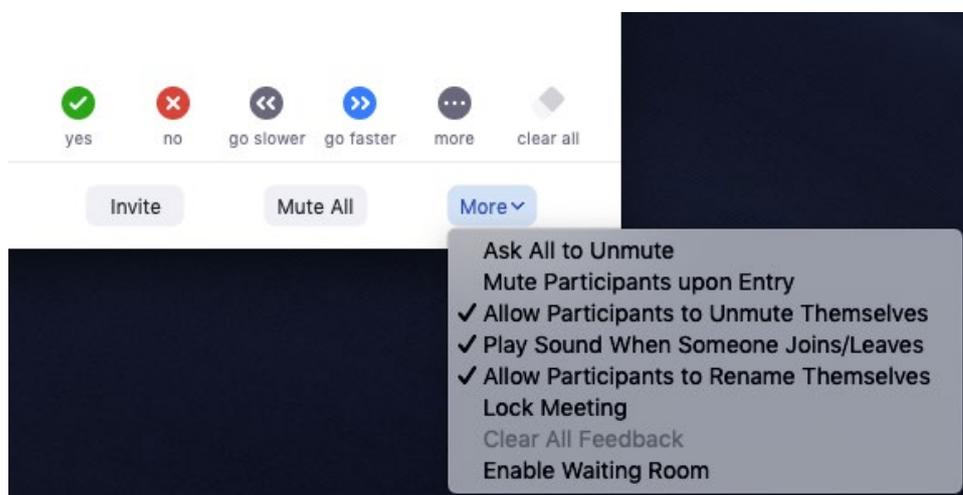 yes no go slower go faster more clear all
Invite Mute All More
Ask All to Unmute
Mute Participants upon Entry
✓ Allow Participants to Unmute Themselves
✓ Play Sound When Someone Joins/Leaves
✓ Allow Participants to Rename Themselves
Lock Meeting
Clear All Feedback
Enable Waiting Room